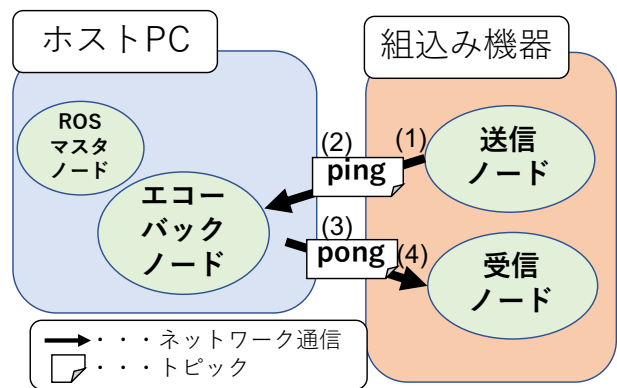 ホストPC
組込み機器
ROS
マスタ
ノード
エコー
バック
ノード
(2)
(1)
ping
送信
ノード
(3)
pong
(4)
受信
ノード
・・・ネットワーク通信
・・・トピック